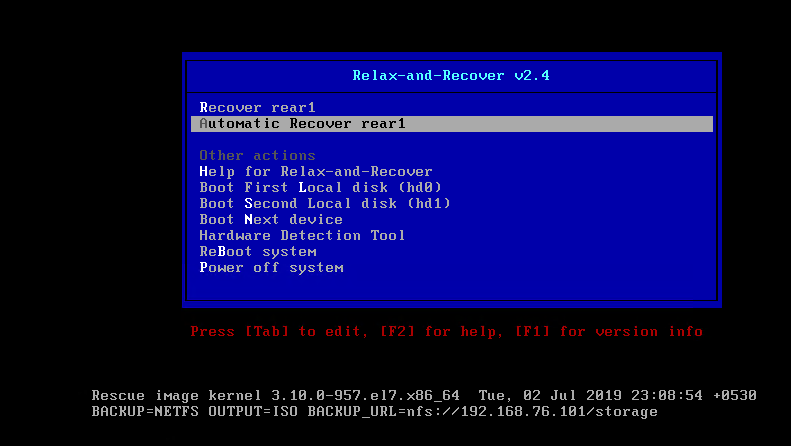 Relax-and-Recover v2.4
Recover rear1
Automatic Recover rear1
Other actions
Help for Relax-and-Recover
Boot First Local disk (hd0)
Boot Second Local disk (hd1)
Boot Next device
Hardware Detection Tool
ReBoot system
Power off system
Press [Tab] to edit, [F2] for help, [F1] for version info
Rescue image kernel 3.10.0-957.el7.x86_64  Tue, 02 Jul 2019 23:08:54 +0530
BACKUP=NETFS OUTPUT=ISO BACKUP_URL=nfs://192.168.76.101/storage